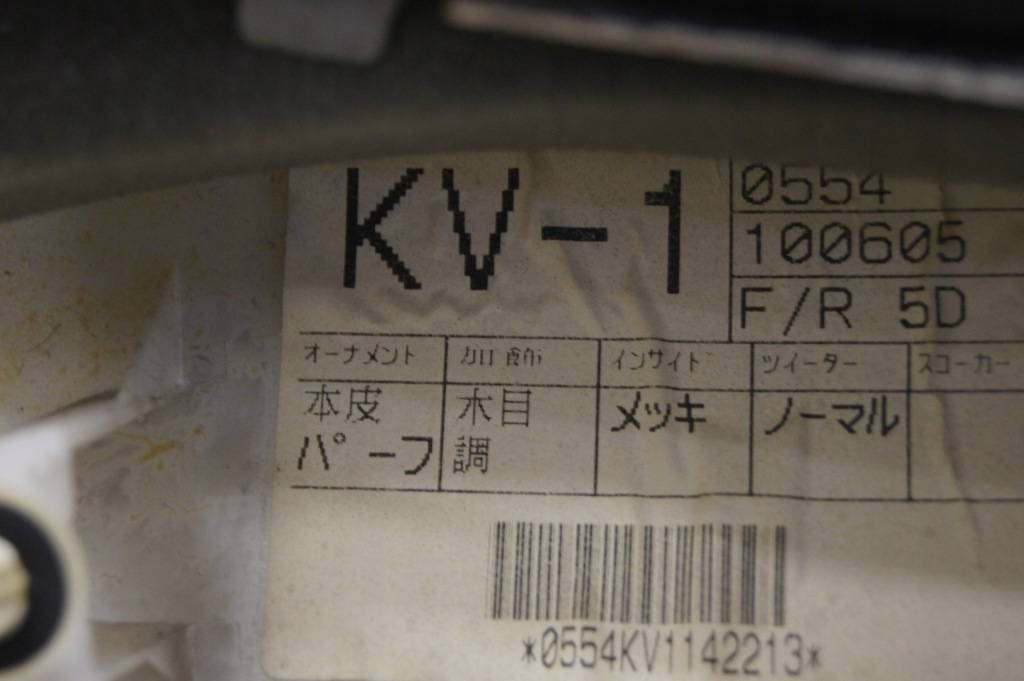 KV-1
0554
100605
F/R 5D
オーナメント 加飾 インサイト ツイーター スコーカー
本皮 木目 メッキ ノーマル
パーフ 調
*0554KV1142213*